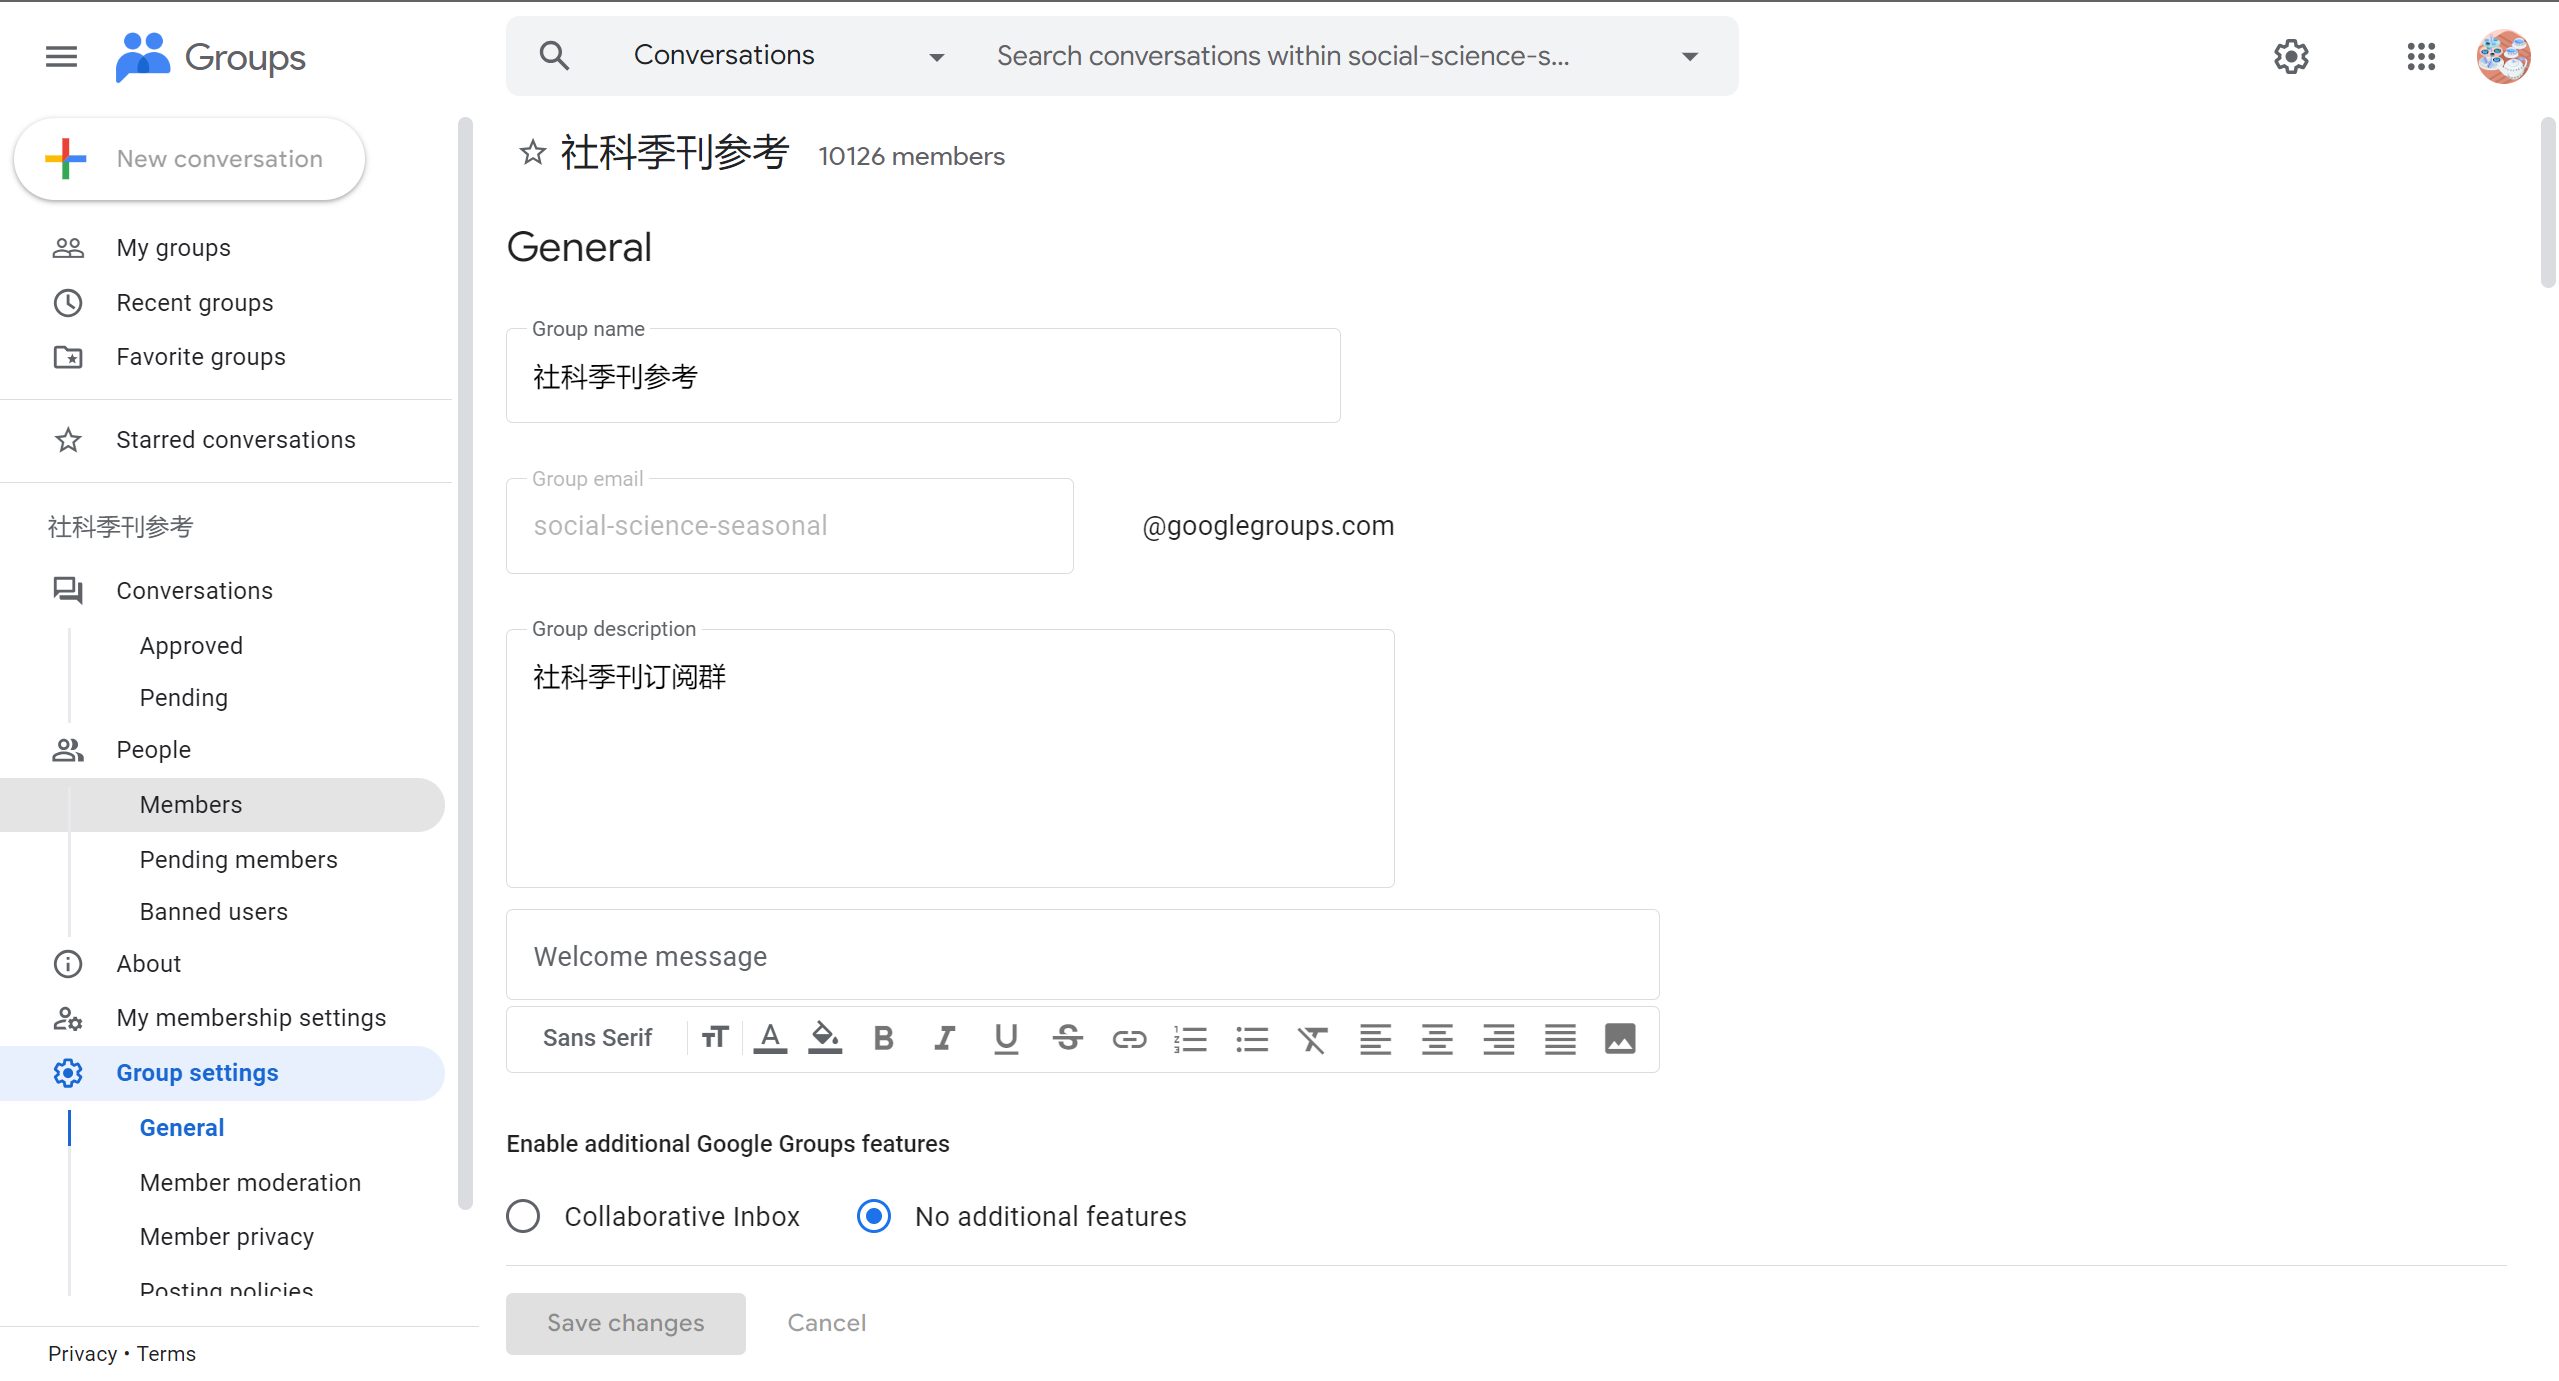 Groups
Conversations
Search conversations within social-science-s...
New conversation
My groups
Recent groups
Favorite groups
Starred conversations
社科季刊参考
Conversations
Approved
Pending
People
Members
Pending members
Banned users
About
My membership settings
Group settings
General
Member moderation
Member privacy
Posting policies
Privacy • Terms
社科季刊参考 10126 members
General
Group name
社科季刊参考
Group email
social-science-seasonal @googlegroups.com
Group description
社科季刊订阅群
Welcome message
Sans Serif
Enable additional Google Groups features
Collaborative Inbox No additional features
Save changes Cancel